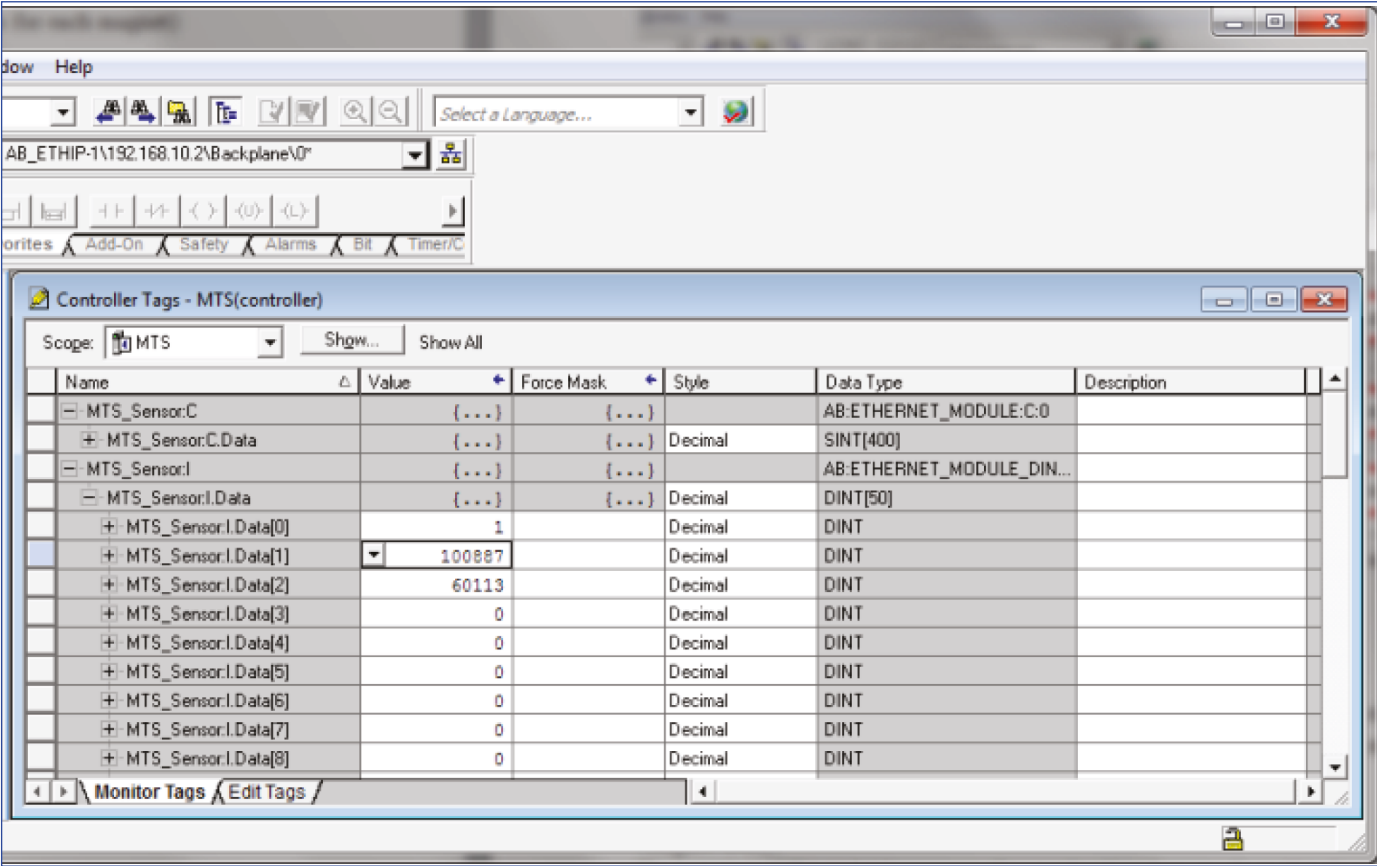 dow Help
Select a Language...
AB_ETHIP-1\192.168.10.2\Backplane\0*
orites Add-On Safety Alarms Bit Timer/C
Controller Tags - MTS(controller)
Scope: MTS Show... Show All
Name Value Force Mask Style Data Type Description
MTS_Sensor:C {...} {...} AB:ETHERNET_MODULE:C:0
MTS_Sensor:C.Data {...} {...} Decimal SINT[400]
MTS_Sensor:I {...} {...} AB:ETHERNET_MODULE_DIN...
MTS_Sensor:I.Data {...} {...} Decimal DINT[50]
MTS_Sensor:I.Data[0] 1 Decimal DINT
MTS_Sensor:I.Data[1] 100887 Decimal DINT
MTS_Sensor:I.Data[2] 60113 Decimal DINT
MTS_Sensor:I.Data[3] 0 Decimal DINT
MTS_Sensor:I.Data[4] 0 Decimal DINT
MTS_Sensor:I.Data[5] 0 Decimal DINT
MTS_Sensor:I.Data[6] 0 Decimal DINT
MTS_Sensor:I.Data[7] 0 Decimal DINT
MTS_Sensor:I.Data[8] 0 Decimal DINT
Monitor Tags Edit Tags